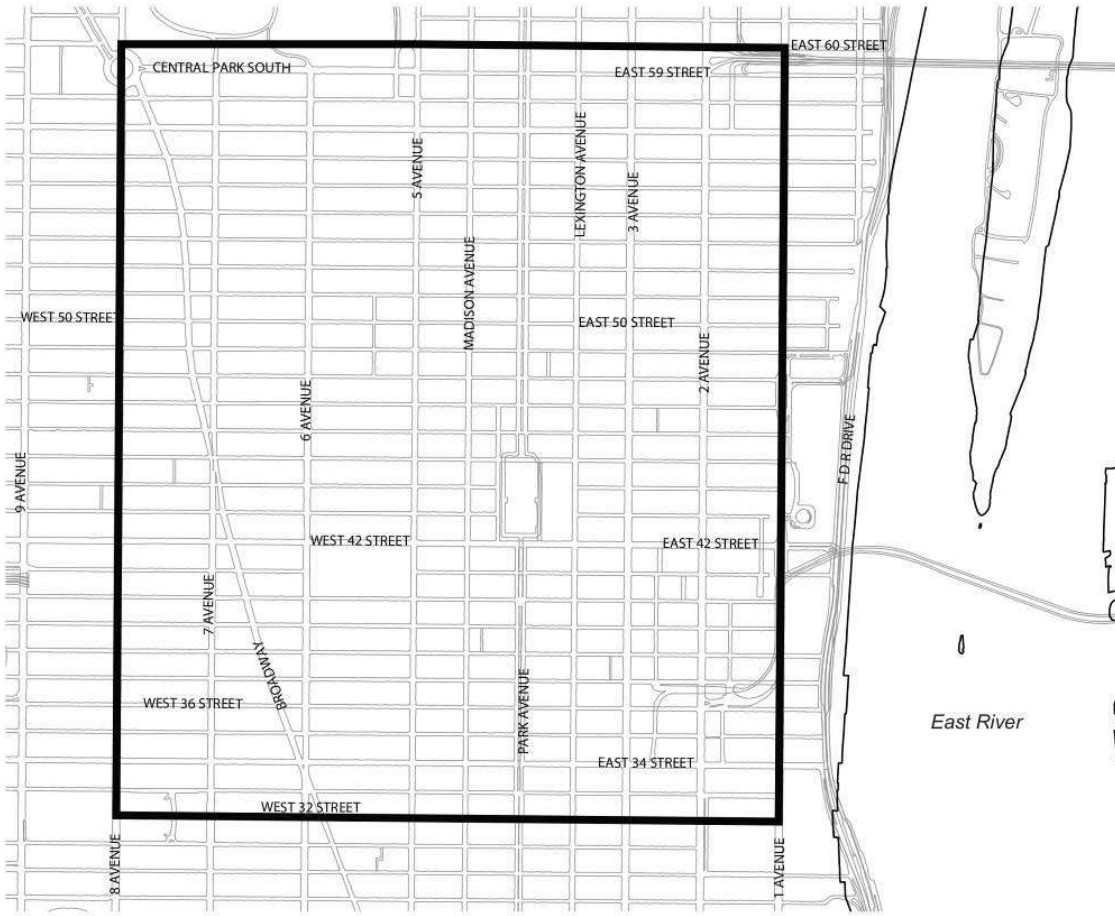 EAST 60 STREET
CENTRAL PARK SOUTH
EAST 59 STREET
5 AVENUE
LEXINGTON AVENUE
3 AVENUE
MADISON AVENUE
WEST 50 STREET
EAST 50 STREET
2 AVENUE
6 AVENUE
9 AVENUE
F D R DRIVE
WEST 42 STREET
EAST 42 STREET
7 AVENUE
BROADWAY
WEST 36 STREET
PARK AVENUE
East River
EAST 34 STREET
WEST 32 STREET
8 AVENUE
1 AVENUE